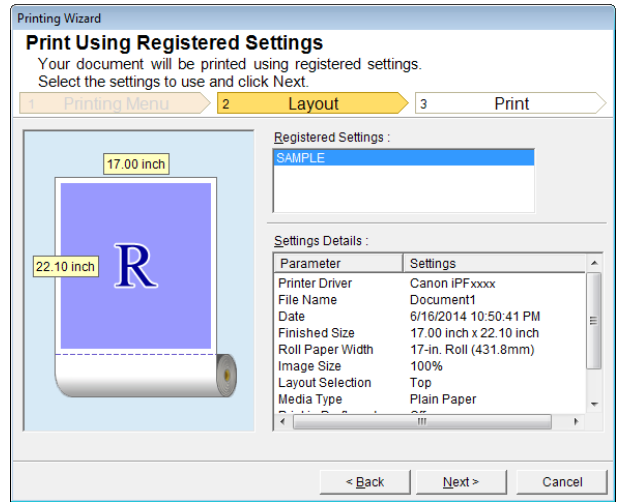 Printing Wizard
Print Using Registered Settings
Your document will be printed using registered settings.
Select the settings to use and click Next.
1 Printing Menu 2 Layout 3 Print
17.00 inch
22.10 inch
R
Registered Settings :
SAMPLE
Settings Details :
Parameter Settings
Printer Driver Canon iPFxxxx
File Name Document1
Date 6/16/2014 10:50:41 PM
Finished Size 17.00 inch x 22.10 inch
Roll Paper Width 17-in. Roll (431.8mm)
Image Size 100%
Layout Selection Top
Media Type Plain Paper
< Back Next > Cancel